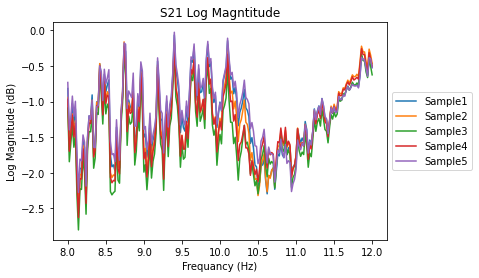 S21 Log Magntitude
0.0
-0.5
-1.0
-1.5
-2.0
-2.5
Log Magnitude (dB)
8.0 8.5 9.0 9.5 10.0 10.5 11.0 11.5 12.0
Frequancy (Hz)
Sample1
Sample2
Sample3
Sample4
Sample5